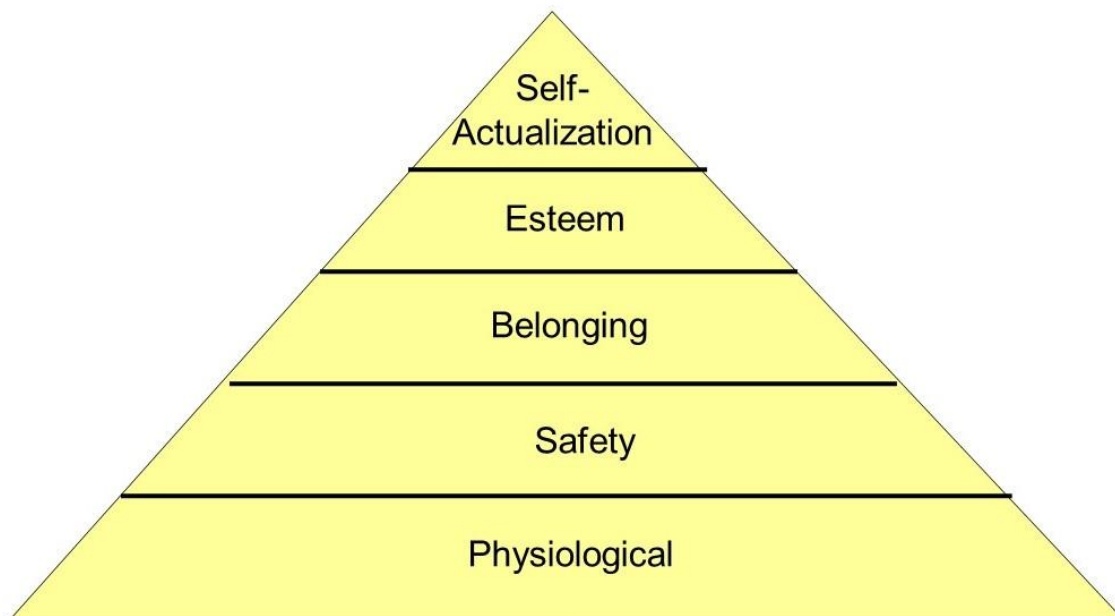 Self-
Actualization
Esteem
Belonging
Safety
Physiological